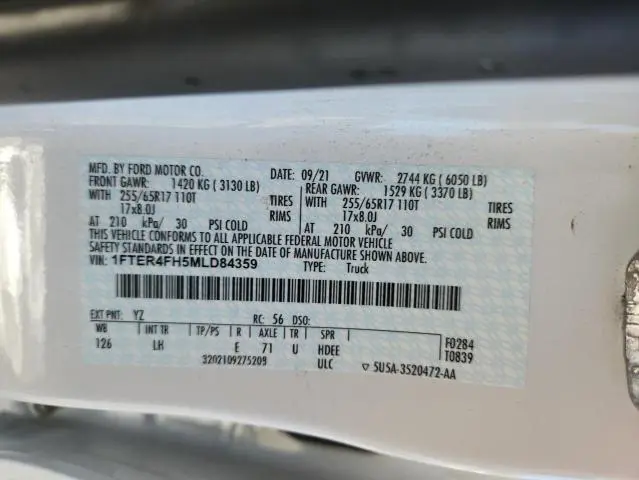 MFD. BY FORD MOTOR CO. DATE: 09/21 GVWR: 2744 KG ( 6050 LB)
FRONT GAWR: 1420 KG ( 3130 LB) REAR GAWR: 1529 KG ( 3370 LB)
WITH 255/65R17 110T TIRES WITH 255/65R17 110T TIRES
17x8.0J RIMS 17x8.0J RIMS
AT 210 kPa/ 30 PSI COLD AT 210 kPa/ 30 PSI COLD
THIS VEHICLE CONFORMS TO ALL APPLICABLE FEDERAL MOTOR VEHICLE
SAFETY STANDARDS IN EFFECT ON THE DATE OF MANUFACTURE SHOWN ABOVE.
VIN: 1FTER4FH5MLD84359 TYPE: Truck
EXT PNT: YZ RC: 56 DSO:
WB INT TR TP/PS R AXLE TR SPR F0284
126 LH E 71 U HDEE T0839
3202109275209 ULC ▽ 5U5A-3520472-AA